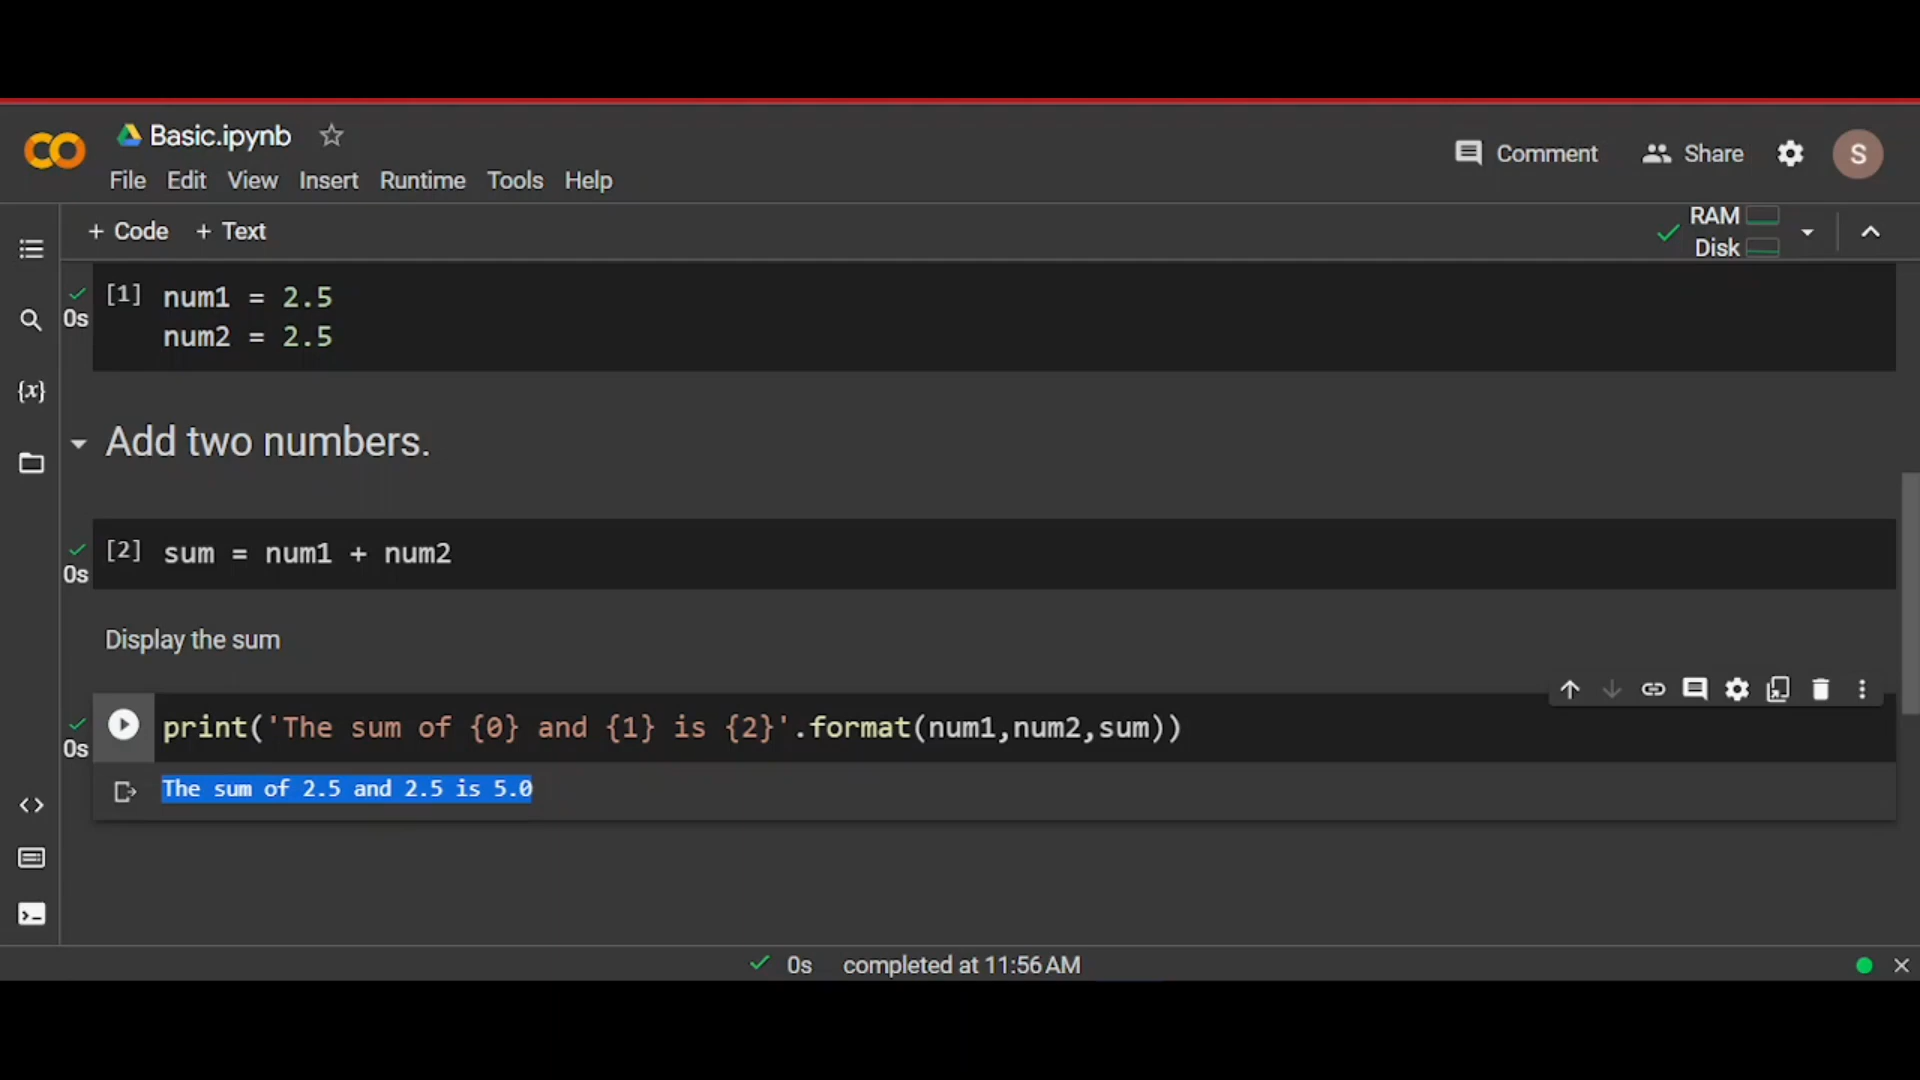 Basic.ipynb
File Edit View Insert Runtime Tools Help
Comment Share S
+ Code + Text
RAM
Disk
[1] num1 = 2.5
0s
num2 = 2.5
{x}
Add two numbers.
[2] sum = num1 + num2
0s
Display the sum
print('The sum of {0} and {1} is {2}'.format(num1,num2,sum))
0s
The sum of 2.5 and 2.5 is 5.0
0s completed at 11:56 AM